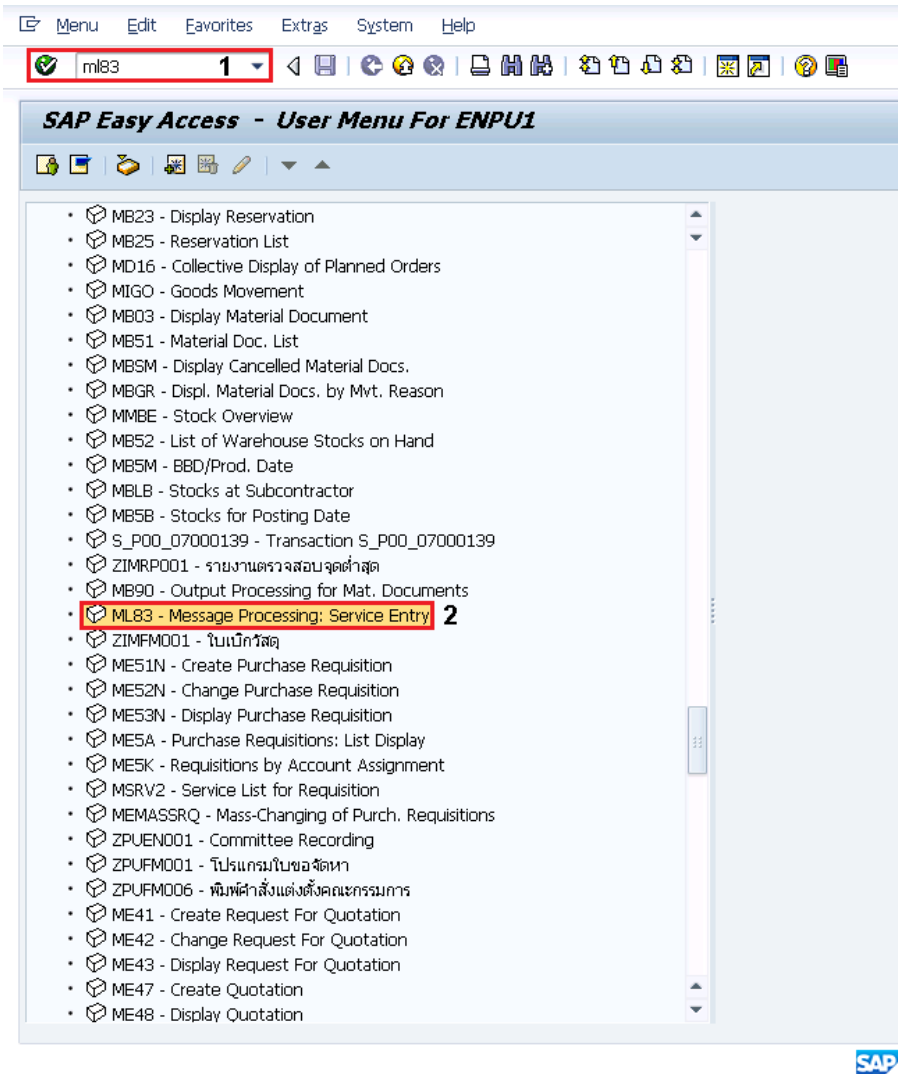 Menu Edit Favorites Extras System Help
ml83 1
SAP Easy Access - User Menu For ENPU1
MB23 - Display Reservation
MB25 - Reservation List
MD16 - Collective Display of Planned Orders
MIGO - Goods Movement
MB03 - Display Material Document
MB51 - Material Doc. List
MBSM - Display Cancelled Material Docs.
MBGR - Displ. Material Docs. by Mvt. Reason
MMBE - Stock Overview
MB52 - List of Warehouse Stocks on Hand
MB5M - BBD/Prod. Date
MBLB - Stocks at Subcontractor
MB5B - Stocks for Posting Date
S_P00_07000139 - Transaction S_P00_07000139
ZIMRP001 - รายงานตรวจสอบจุดต่ำสุด
MB90 - Output Processing for Mat. Documents
ML83 - Message Processing: Service Entry 2
ZIMFM001 - ใบเบิกวัสดุ
ME51N - Create Purchase Requisition
ME52N - Change Purchase Requisition
ME53N - Display Purchase Requisition
ME5A - Purchase Requisitions: List Display
ME5K - Requisitions by Account Assignment
MSRV2 - Service List for Requisition
MEMASSRQ - Mass-Changing of Purch. Requisitions
ZPUEN001 - Committee Recording
ZPUFM001 - โปรแกรมใบขอจัดหา
ZPUFM006 - พิมพ์คำสั่งแต่งตั้งคณะกรรมการ
ME41 - Create Request For Quotation
ME42 - Change Request For Quotation
ME43 - Display Request For Quotation
ME47 - Create Quotation
ME48 - Display Quotation
SAP